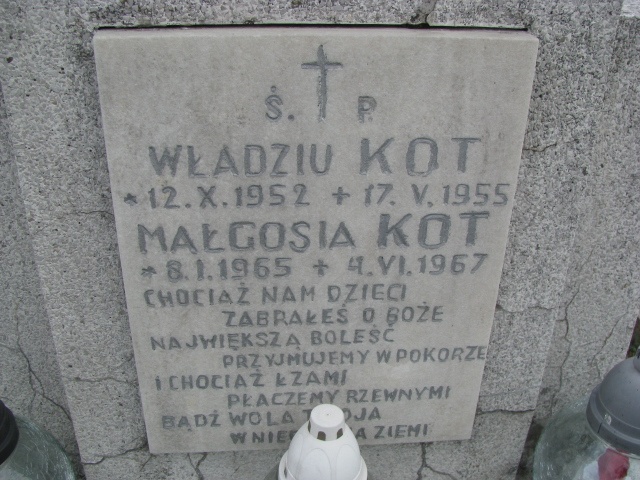 Ś. P.
WŁADZIU KOT
* 12. X. 1952 + 17. V. 1955
MAŁGOSIA KOT
* 8. I. 1965 + 4. VI. 1967
CHOCIAŻ NAM DZIECI
ZABRAŁEŚ O BOŻE
NAJWIĘKSZĄ BOLEŚĆ
PRZYJMUJEMY W POKORZE
I CHOCIAŻ ŁZAMI
PŁACZEMY RZEWNYMI
BĄDŹ WOLA
W ZIEMI